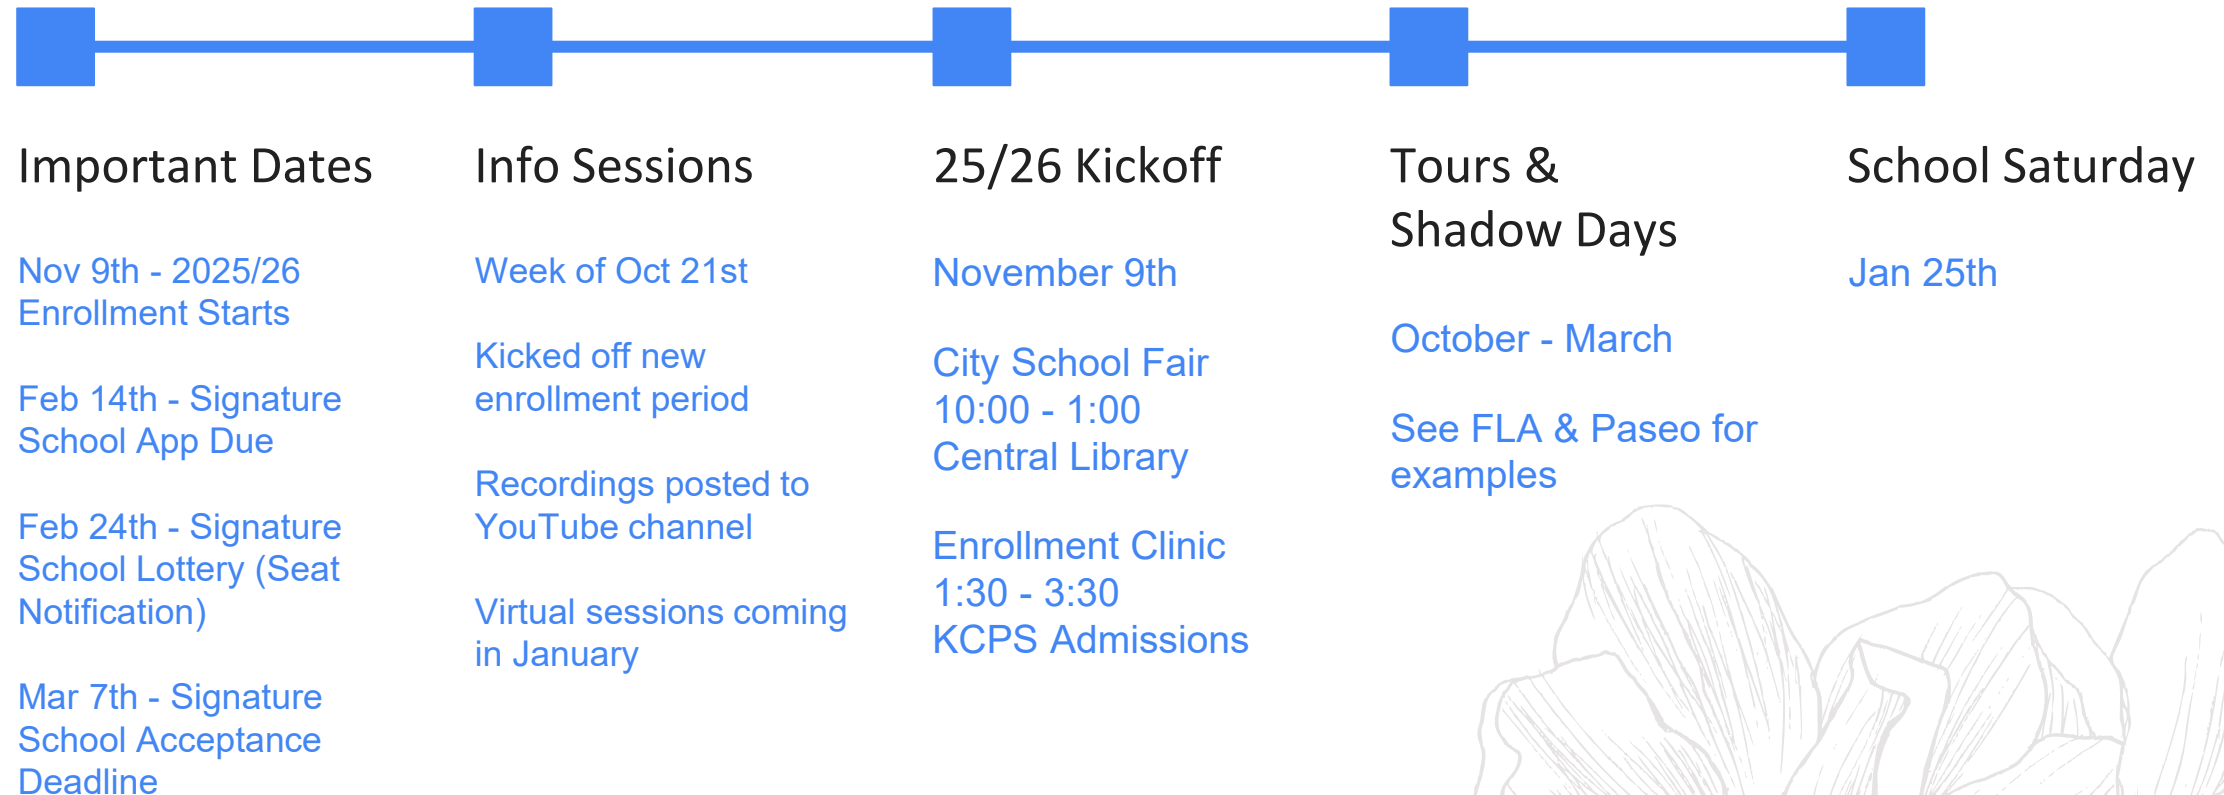 Important Dates
Nov 9th - 2025/26
Enrollment Starts
Feb 14th - Signature
School App Due
Feb 24th - Signature
School Lottery (Seat
Notification)
Mar 7th - Signature
School Acceptance
Deadline
Info Sessions
Week of Oct 21st
Kicked off new
enrollment period
Recordings posted to
YouTube channel
Virtual sessions coming
in January
25/26 Kickoff
November 9th
City School Fair
10:00 - 1:00
Central Library
Enrollment Clinic
1:30 - 3:30
KCPS Admissions
Tours &
Shadow Days
October - March
See FLA & Paseo for
examples
School Saturday
Jan 25th